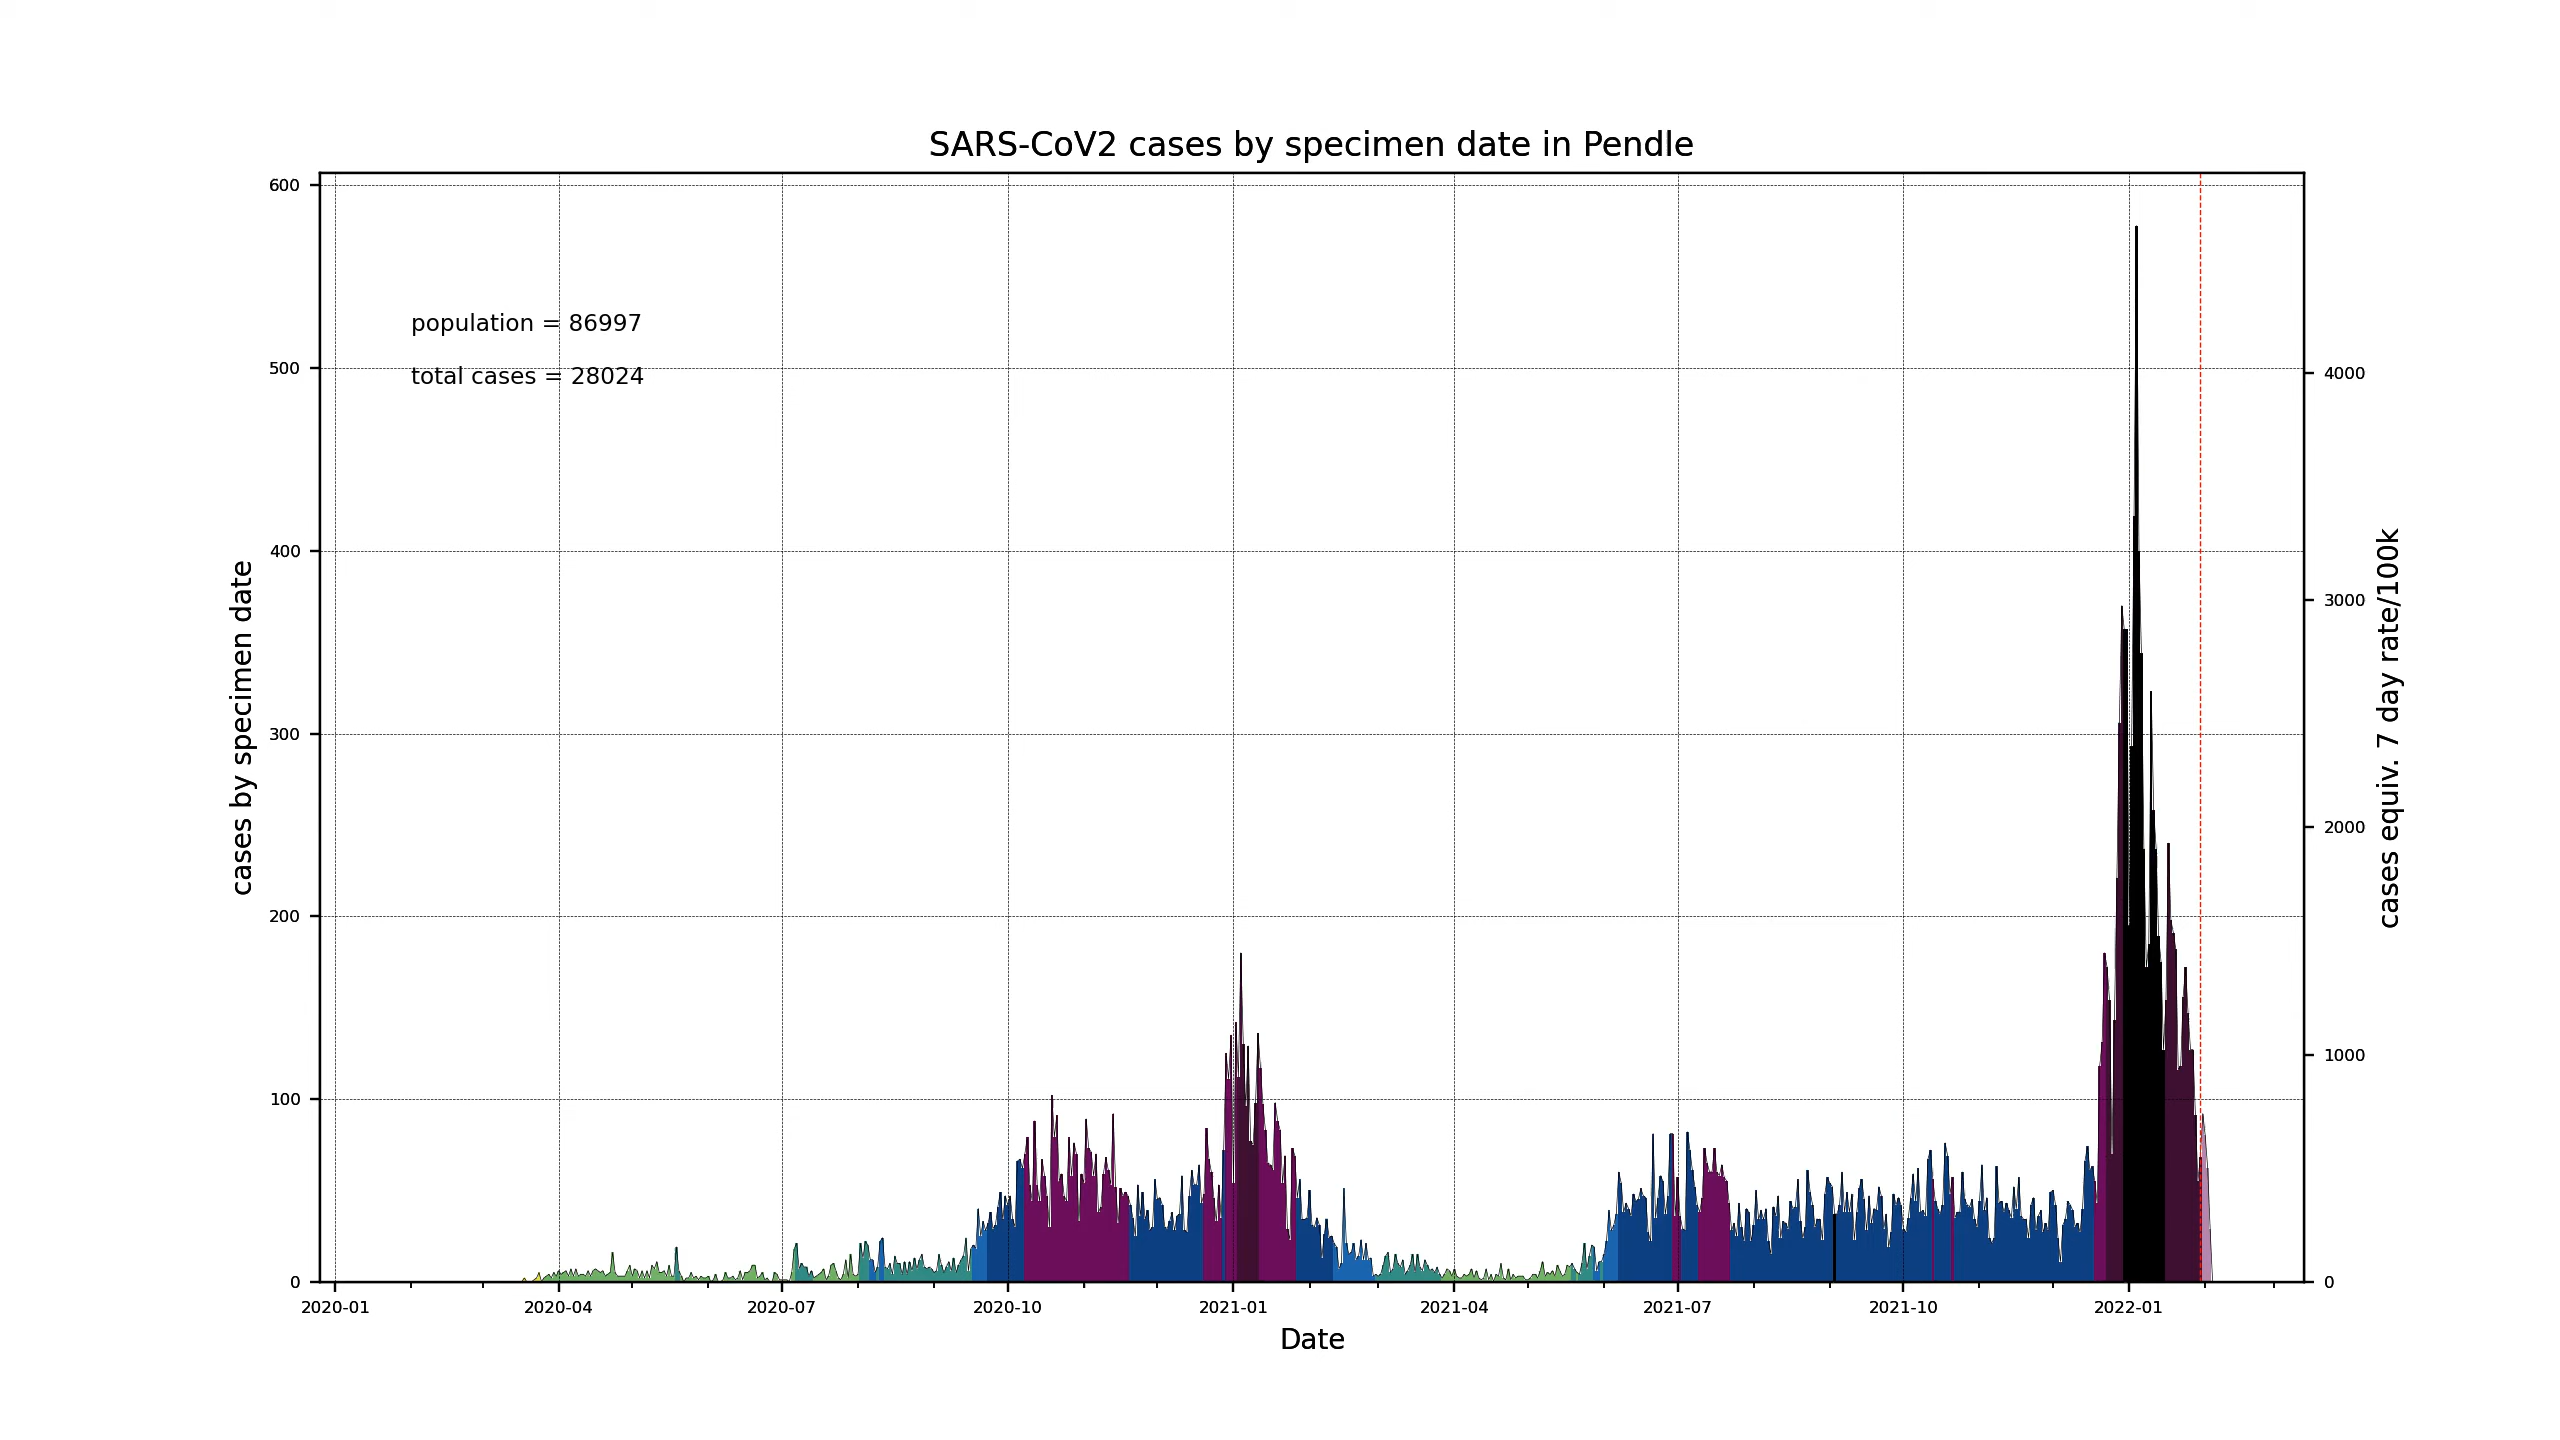 SARS-CoV2 cases by specimen date in Pendle
population = 86997
total cases = 28024
cases by specimen date
600
500
400
300
200
100
0
cases equiv. 7 day rate/100k
4000
3000
2000
1000
0
2020-01 2020-04 2020-07 2020-10 2021-01 2021-04 2021-07 2021-10 2022-01
Date